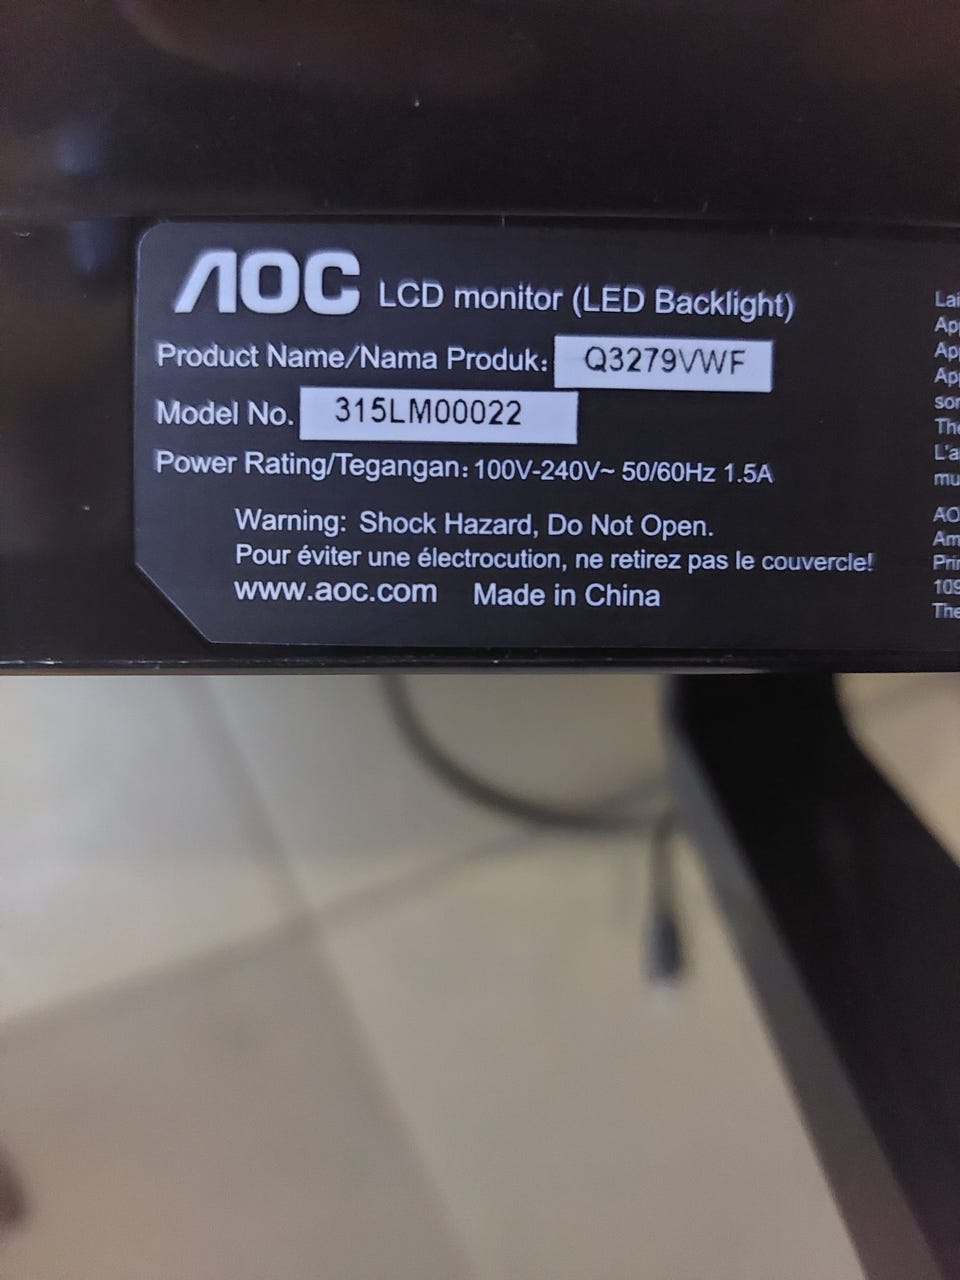 AOC LCD monitor (LED Backlight)
Product Name/Nama Produk: Q3279VWF
Model No. 315LM00022
Power Rating/Tegangan: 100V-240V~ 50/60Hz 1.5A
Warning: Shock Hazard, Do Not Open.
Pour éviter une électrocution, ne retirez pas le couvercle!
www.aoc.com Made in China